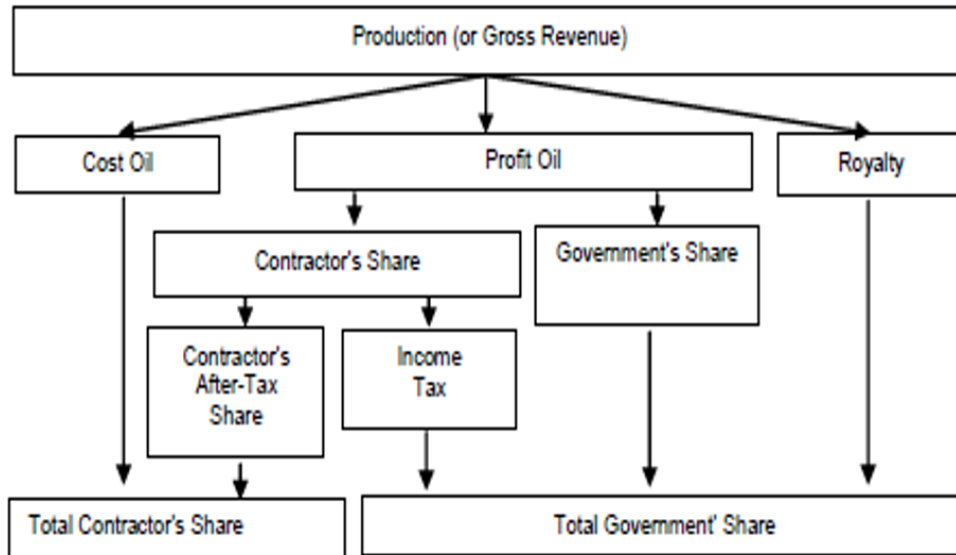 Production (or Gross Revenue)
Cost Oil
Profit Oil
Royalty
Contractor's Share
Government's Share
Contractor's
After-Tax
Share
Income
Tax
Total Contractor's Share
Total Government' Share